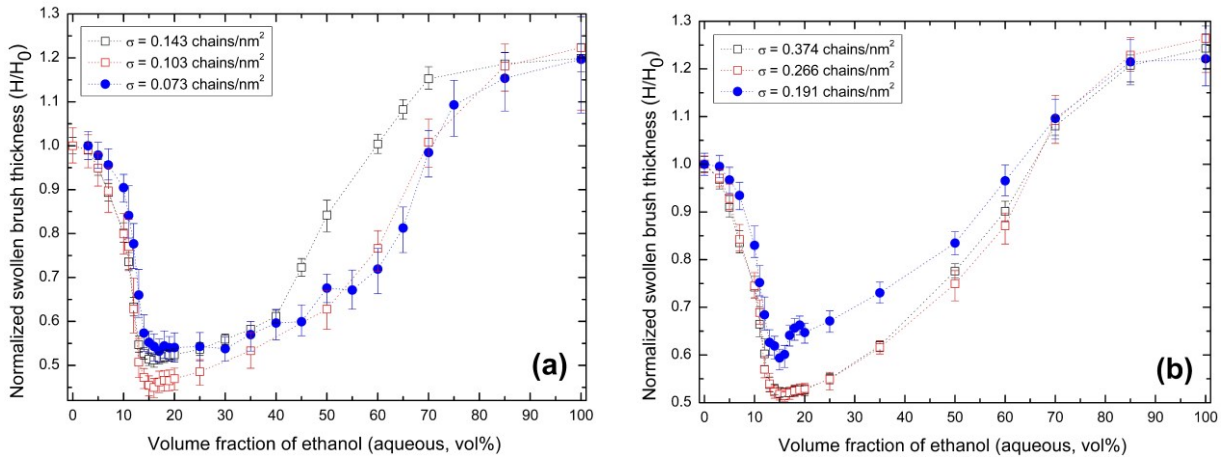 1.3
1.2
1.1
1.0
0.9
0.8
0.7
0.6
0.5
0.4
Normalized swollen brush thickness (H/H₀)
σ = 0.143 chains/nm²
σ = 0.103 chains/nm²
σ = 0.073 chains/nm²
(a)
0 10 20 30 40 50 60 70 80 90 100
Volume fraction of ethanol (aqueous, vol%)
1.3
1.2
1.1
1.0
0.9
0.8
0.7
0.6
0.5
Normalized swollen brush thickness (H/H₀)
σ = 0.374 chains/nm²
σ = 0.266 chains/nm²
σ = 0.191 chains/nm²
(b)
0 10 20 30 40 50 60 70 80 90 100
Volume fraction of ethanol (aqueous, vol%)